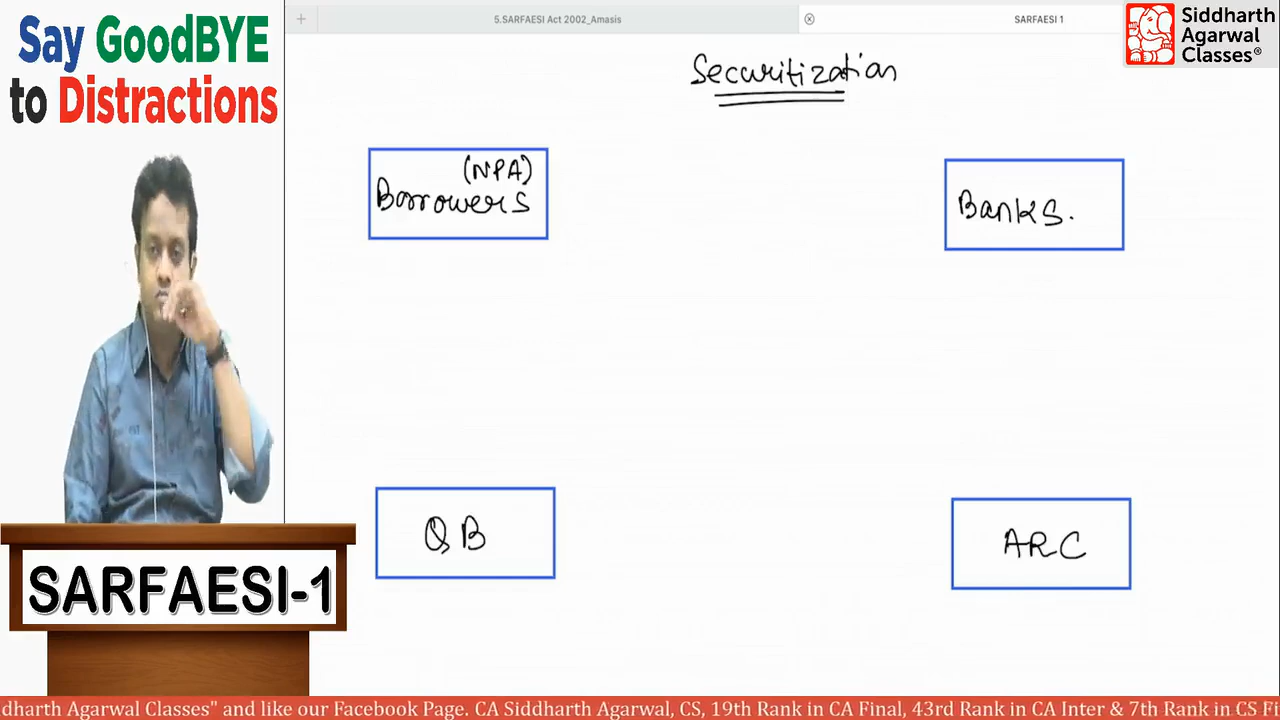 Say GoodBYE
to Distractions
5.SARFAESI Act 2002_Amasis
SARFAESI 1
Siddharth
Agarwal
Classes®
Securitization
(NPA)
Borrowers
Banks.
QB
ARC
SARFAESI-1
dharth Agarwal Classes" and like our Facebook Page. CA Siddharth Agarwal, CS, 19th Rank in CA Final, 43rd Rank in CA Inter & 7th Rank in CS Fi